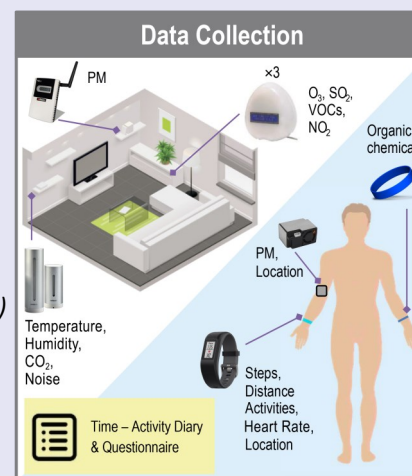 Data Collection
PM
×3
O₃, SO₂,
VOCs,
NO₂
Organic
chemica
PM,
Location
)
Temperature,
Humidity,
CO₂,
Noise
Steps,
Distance
Activities,
Heart Rate,
Location
Time – Activity Diary
& Questionnaire